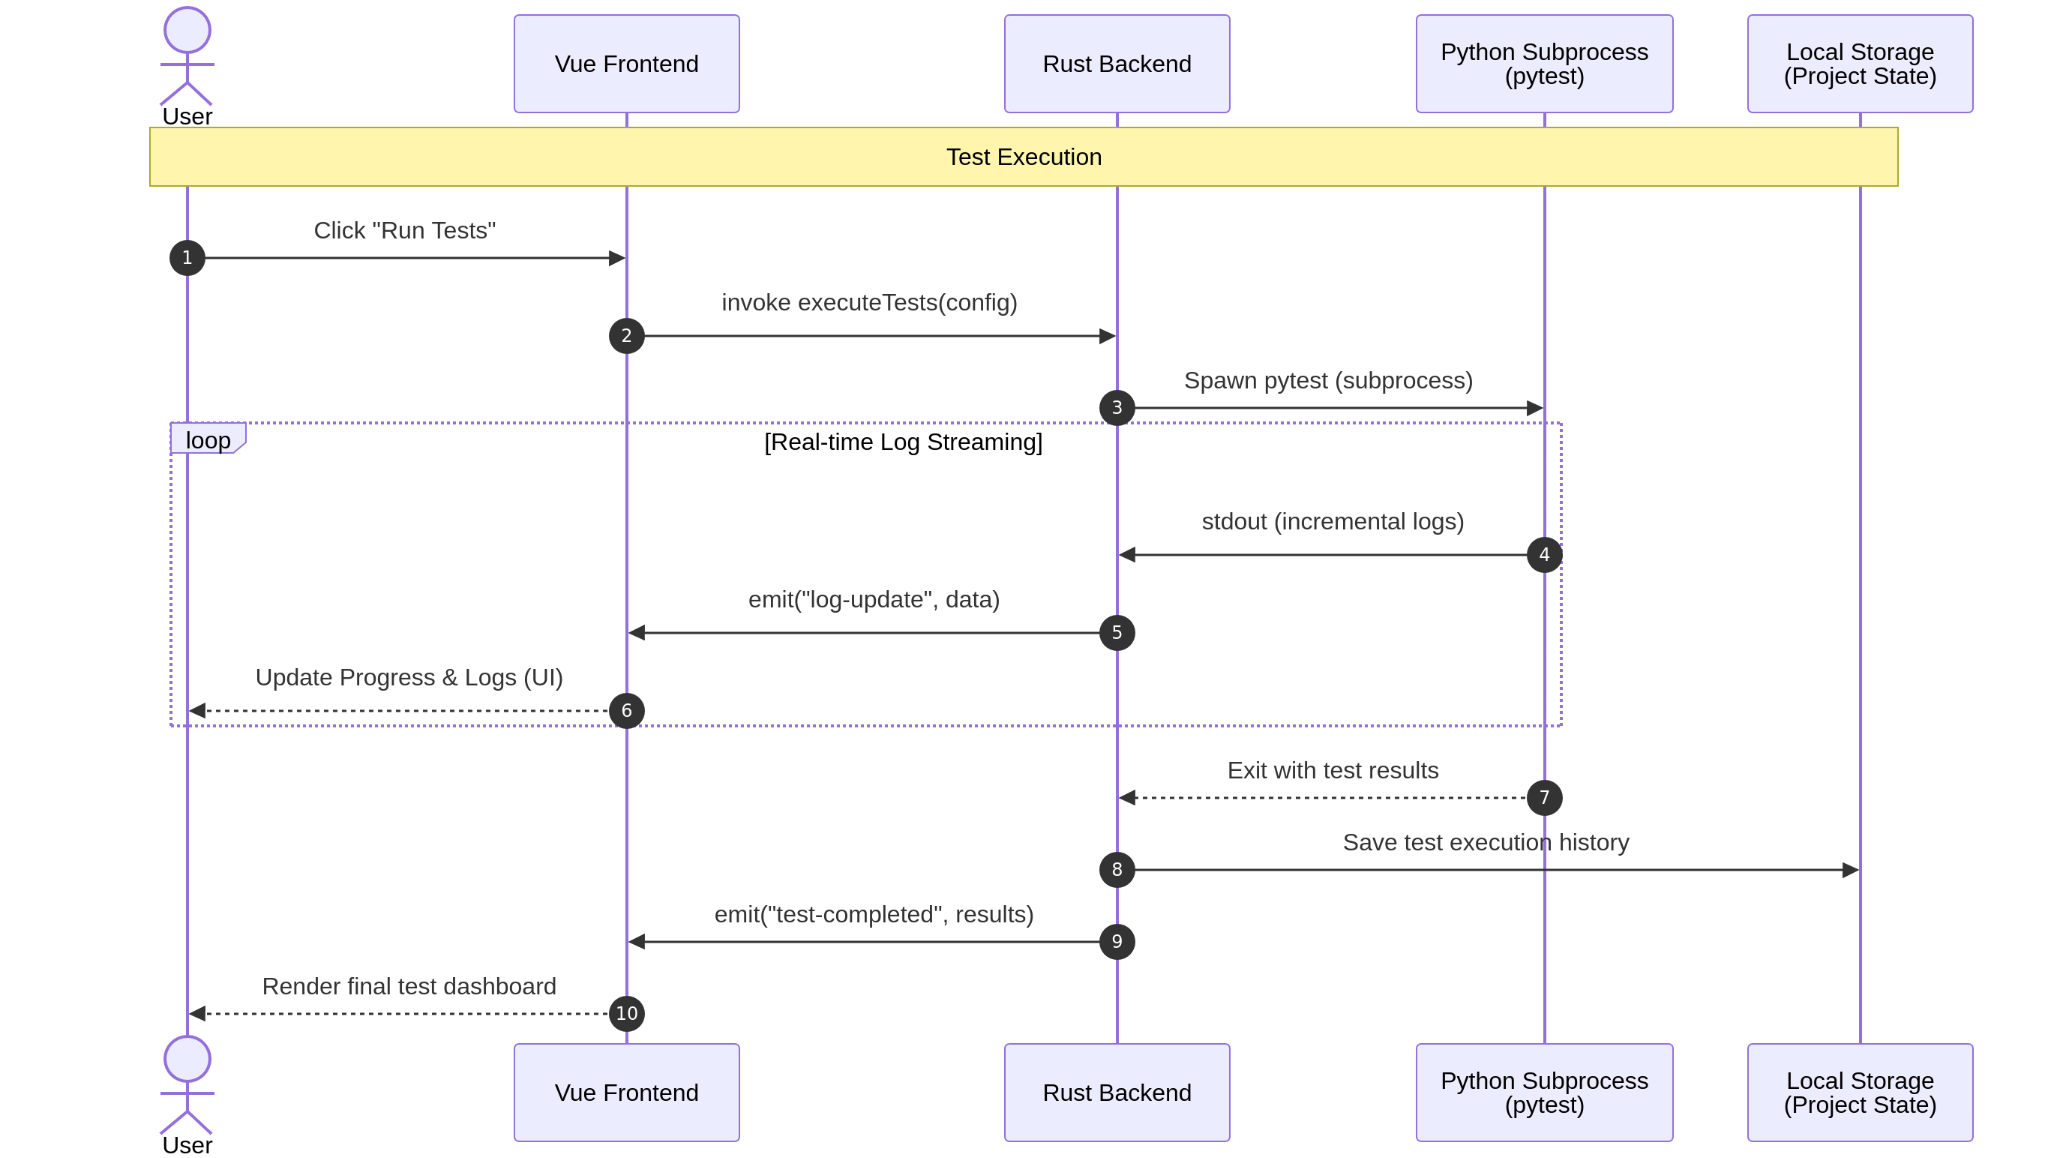 User
Vue Frontend
Rust Backend
Python Subprocess
(pytest)
Local Storage
(Project State)
Test Execution
Click "Run Tests"
1
invoke executeTests(config)
2
Spawn pytest (subprocess)
3
loop
[Real-time Log Streaming]
stdout (incremental logs)
4
emit("log-update", data)
5
Update Progress & Logs (UI)
6
Exit with test results
7
Save test execution history
8
emit("test-completed", results)
9
Render final test dashboard
10
User
Vue Frontend
Rust Backend
Python Subprocess
(pytest)
Local Storage
(Project State)